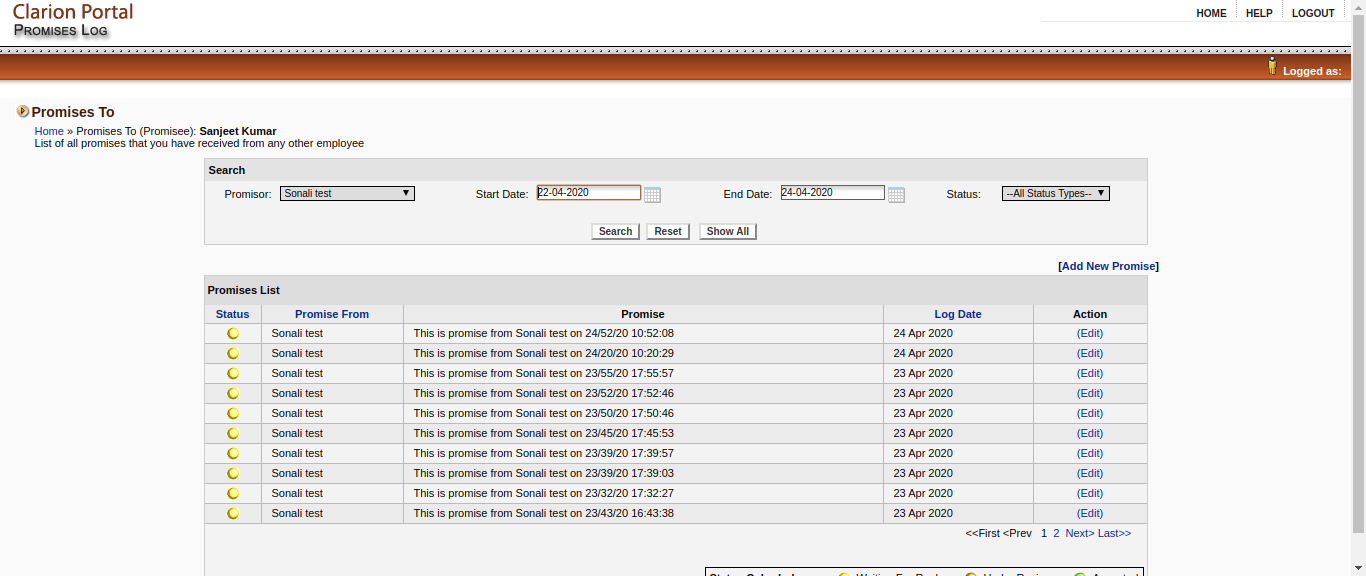 Clarion Portal
HOME HELP LOGOUT
PROMISES LOG
Logged as:
Promises To
Home » Promises To (Promisee): Sanjeet Kumar
List of all promises that you have received from any other employee
Search
Promisor: Sonali test Start Date: 22-04-2020 End Date: 24-04-2020 Status: --All Status Types--
Search Reset Show All
[Add New Promise]
Promises List
Status Promise From Promise Log Date Action
Sonali test This is promise from Sonali test on 24/52/20 10:52:08 24 Apr 2020 (Edit)
Sonali test This is promise from Sonali test on 24/20/20 10:20:29 24 Apr 2020 (Edit)
Sonali test This is promise from Sonali test on 23/55/20 17:55:57 23 Apr 2020 (Edit)
Sonali test This is promise from Sonali test on 23/52/20 17:52:46 23 Apr 2020 (Edit)
Sonali test This is promise from Sonali test on 23/50/20 17:50:46 23 Apr 2020 (Edit)
Sonali test This is promise from Sonali test on 23/45/20 17:45:53 23 Apr 2020 (Edit)
Sonali test This is promise from Sonali test on 23/39/20 17:39:57 23 Apr 2020 (Edit)
Sonali test This is promise from Sonali test on 23/39/20 17:39:03 23 Apr 2020 (Edit)
Sonali test This is promise from Sonali test on 23/32/20 17:32:27 23 Apr 2020 (Edit)
Sonali test This is promise from Sonali test on 23/43/20 16:43:38 23 Apr 2020 (Edit)
<<First <Prev 1 2 Next> Last>>